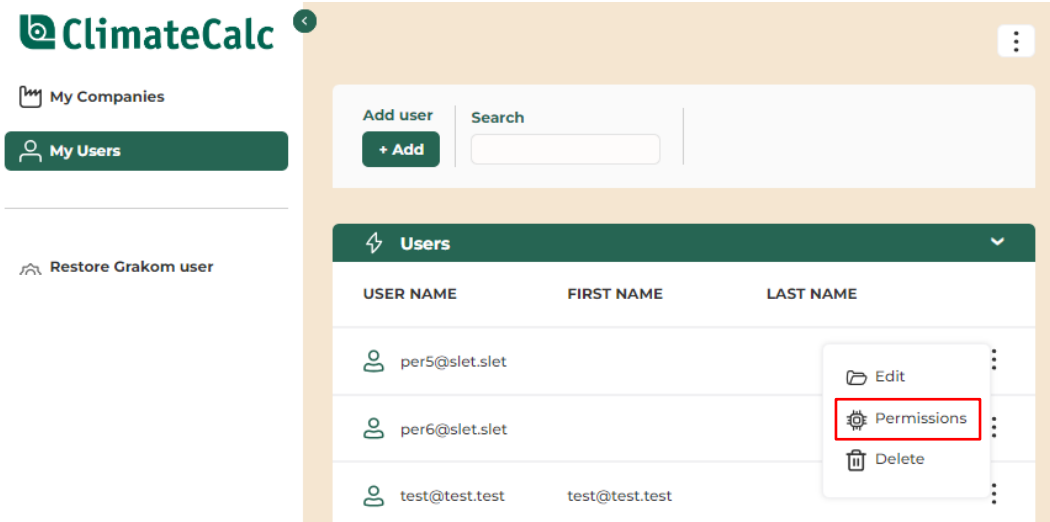 ClimateCalc
My Companies
My Users
Restore Grakom user
Add user
+ Add
Search
Users
USER NAME FIRST NAME LAST NAME
per5@slet.slet
per6@slet.slet
test@test.test test@test.test
Edit
Permissions
Delete